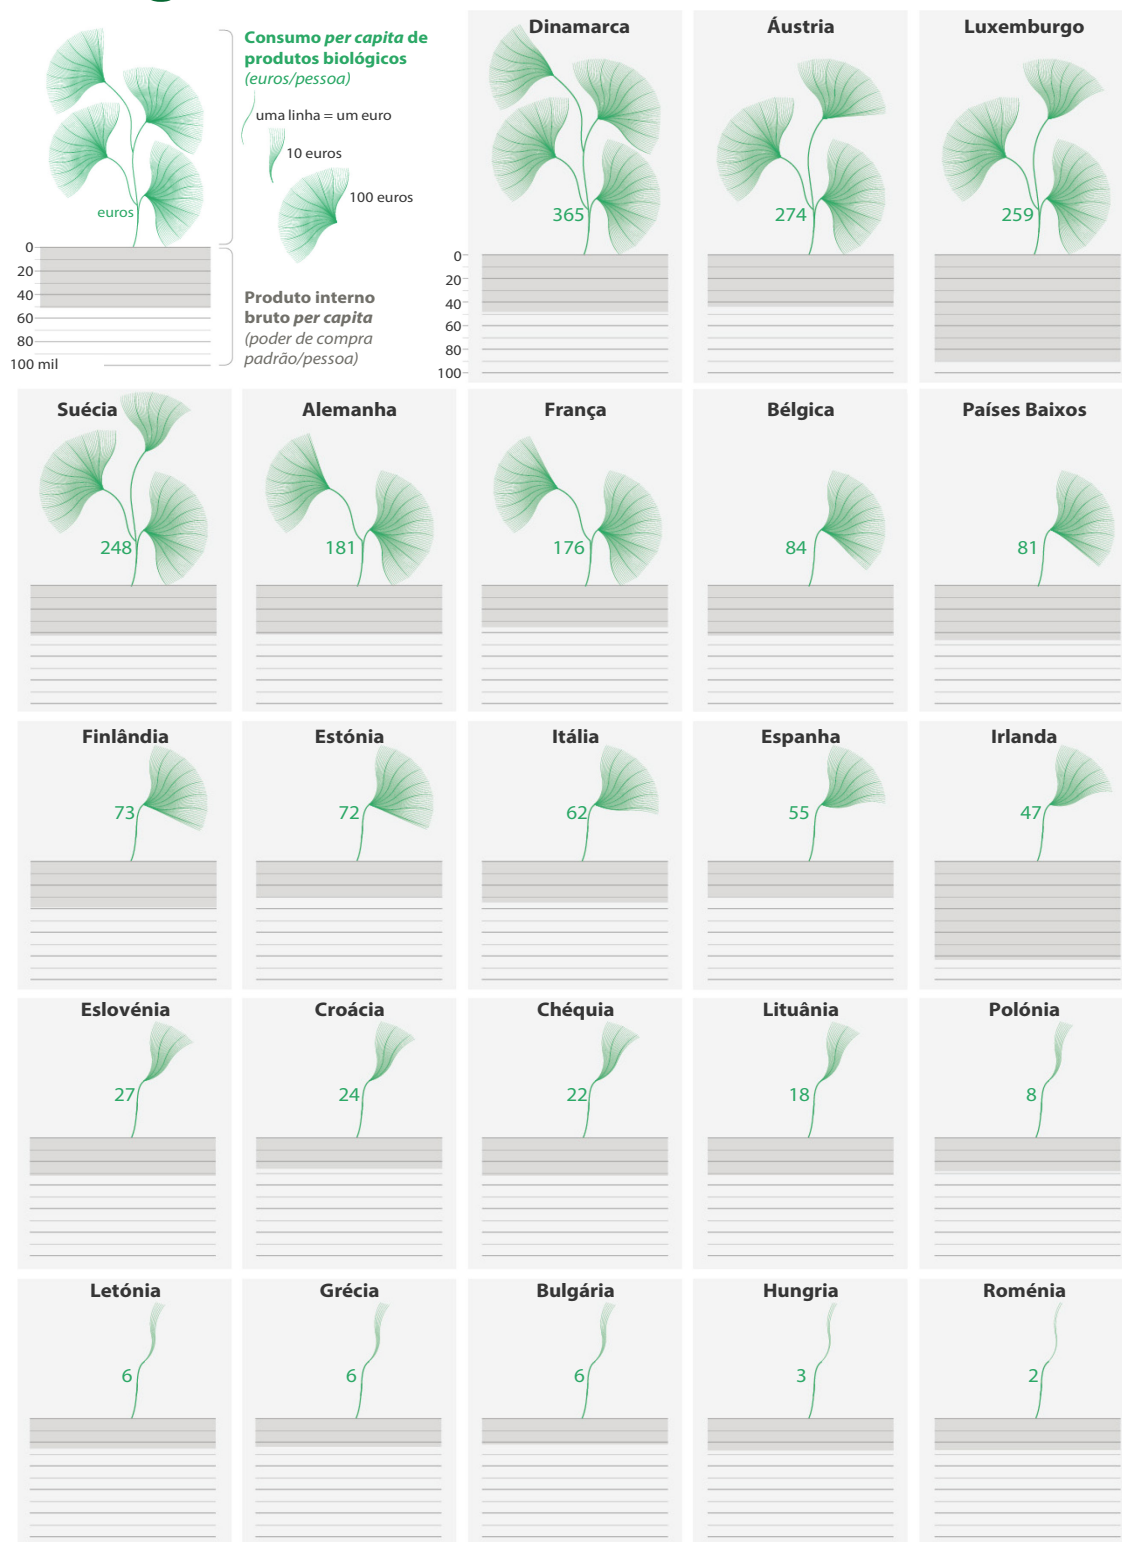 Consumo per capita de
produtos biológicos
(euros/pessoa)
uma linha = um euro
10 euros
100 euros
euros
0
20
40
60
80
100 mil
Produto interno
bruto per capita
(poder de compra
padrão/pessoa)
Dinamarca
365
0
20
40
60
80
100
Áustria
274
Luxemburgo
259
Suécia
248
Alemanha
181
França
176
Bélgica
84
Países Baixos
81
Finlândia
73
Estónia
72
Itália
62
Espanha
55
Irlanda
47
Eslovénia
27
Croácia
24
Chéquia
22
Lituânia
18
Polónia
8
Letónia
6
Grécia
6
Bulgária
6
Hungria
3
Roménia
2